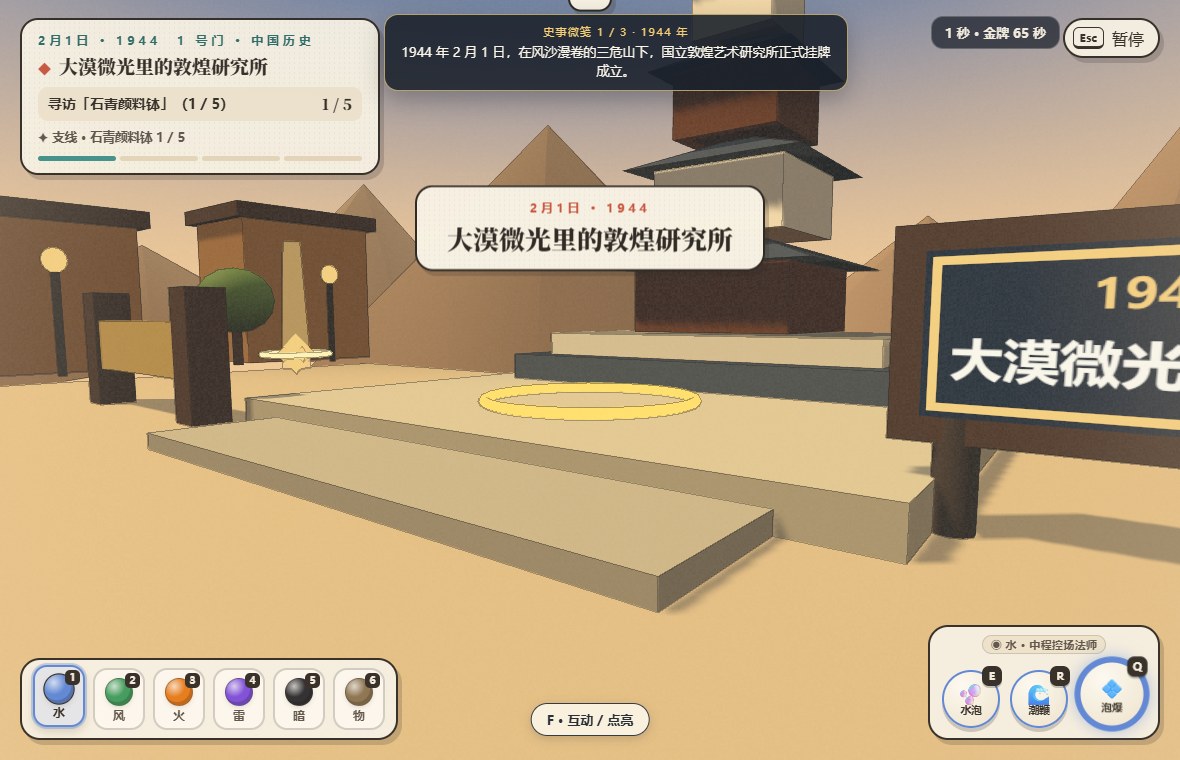 2月1日 • 1944 1 号门 • 中国历史
◆ 大漠微光里的敦煌研究所
寻访「石青颜料钵」（1 / 5） 1 / 5
✦ 支线 • 石青颜料钵 1 / 5
史事微笺 1 / 3 · 1944 年
1944 年 2 月 1 日，在风沙漫卷的三危山下，国立敦煌艺术研究所正式挂牌
成立。
1 秒 • 金牌 65 秒
Esc 暂停
2月1日 • 1944
大漠微光里的敦煌研究所
194
大漠微光
1 水
2 风
3 火
4 雷
5 暗
6 物
F • 互动 / 点亮
◉ 水 • 中程控场法师
E 水泡
R 潮鞭
Q 泡爆